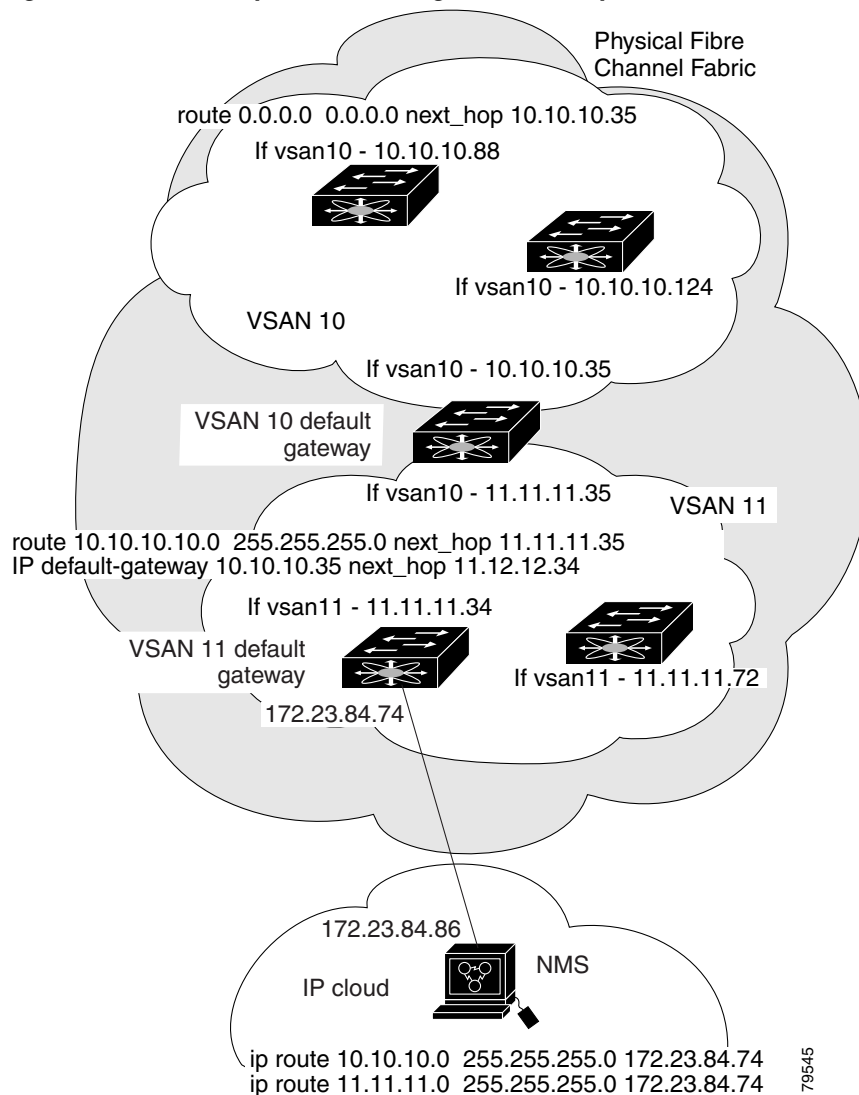 Physical Fibre
Channel Fabric
route 0.0.0.0 0.0.0.0 next_hop 10.10.10.35
If vsan10 - 10.10.10.88
If vsan10 - 10.10.10.124
VSAN 10
If vsan10 - 10.10.10.35
VSAN 10 default
gateway
If vsan10 - 11.11.11.35
VSAN 11
route 10.10.10.10.0 255.255.255.0 next_hop 11.11.11.35
IP default-gateway 10.10.10.35 next_hop 11.12.12.34
If vsan11 - 11.11.11.34
VSAN 11 default
gateway
If vsan11 - 11.11.11.72
172.23.84.74
172.23.84.86
NMS
IP cloud
ip route 10.10.10.0 255.255.255.0 172.23.84.74
ip route 11.11.11.0 255.255.255.0 172.23.84.74
79545